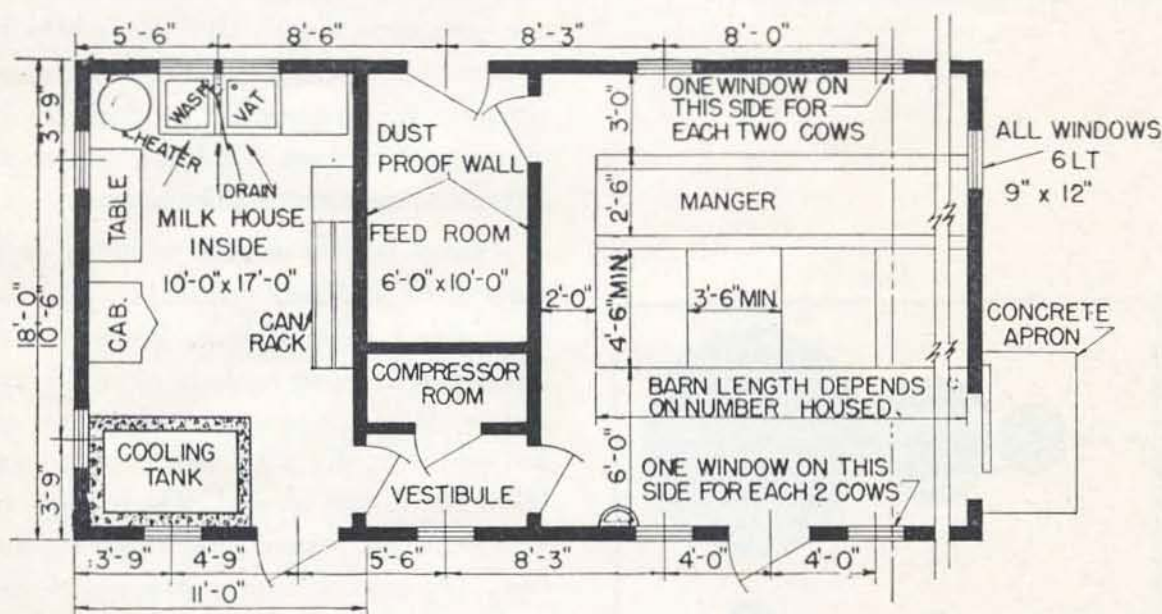 5'-6"
8'-6"
8'-3"
8'-0"
3'-9"
18'-0"
10'-6"
3'-9"
HEATER
WASH
VAT
DRAIN
TABLE
MILK HOUSE
INSIDE
10'-0" x 17'-0"
CAB.
CAN
RACK
COOLING
TANK
DUST
PROOF WALL
FEED ROOM
6'-0" x 10'-0"
COMPRESSOR
ROOM
VESTIBULE
3'-0"
ONE WINDOW ON
THIS SIDE FOR
EACH TWO COWS
2'-6"
MANGER
2'-0"
4'-6" MIN.
3'-6" MIN.
BARN LENGTH DEPENDS
ON NUMBER HOUSED.
6'-0"
ONE WINDOW ON THIS
SIDE FOR EACH 2 COWS
ALL WINDOWS
6 LT
9" x 12"
CONCRETE
APRON
3'-9"
4'-9"
5'-6"
8'-3"
4'-0"
4'-0"
11'-0"